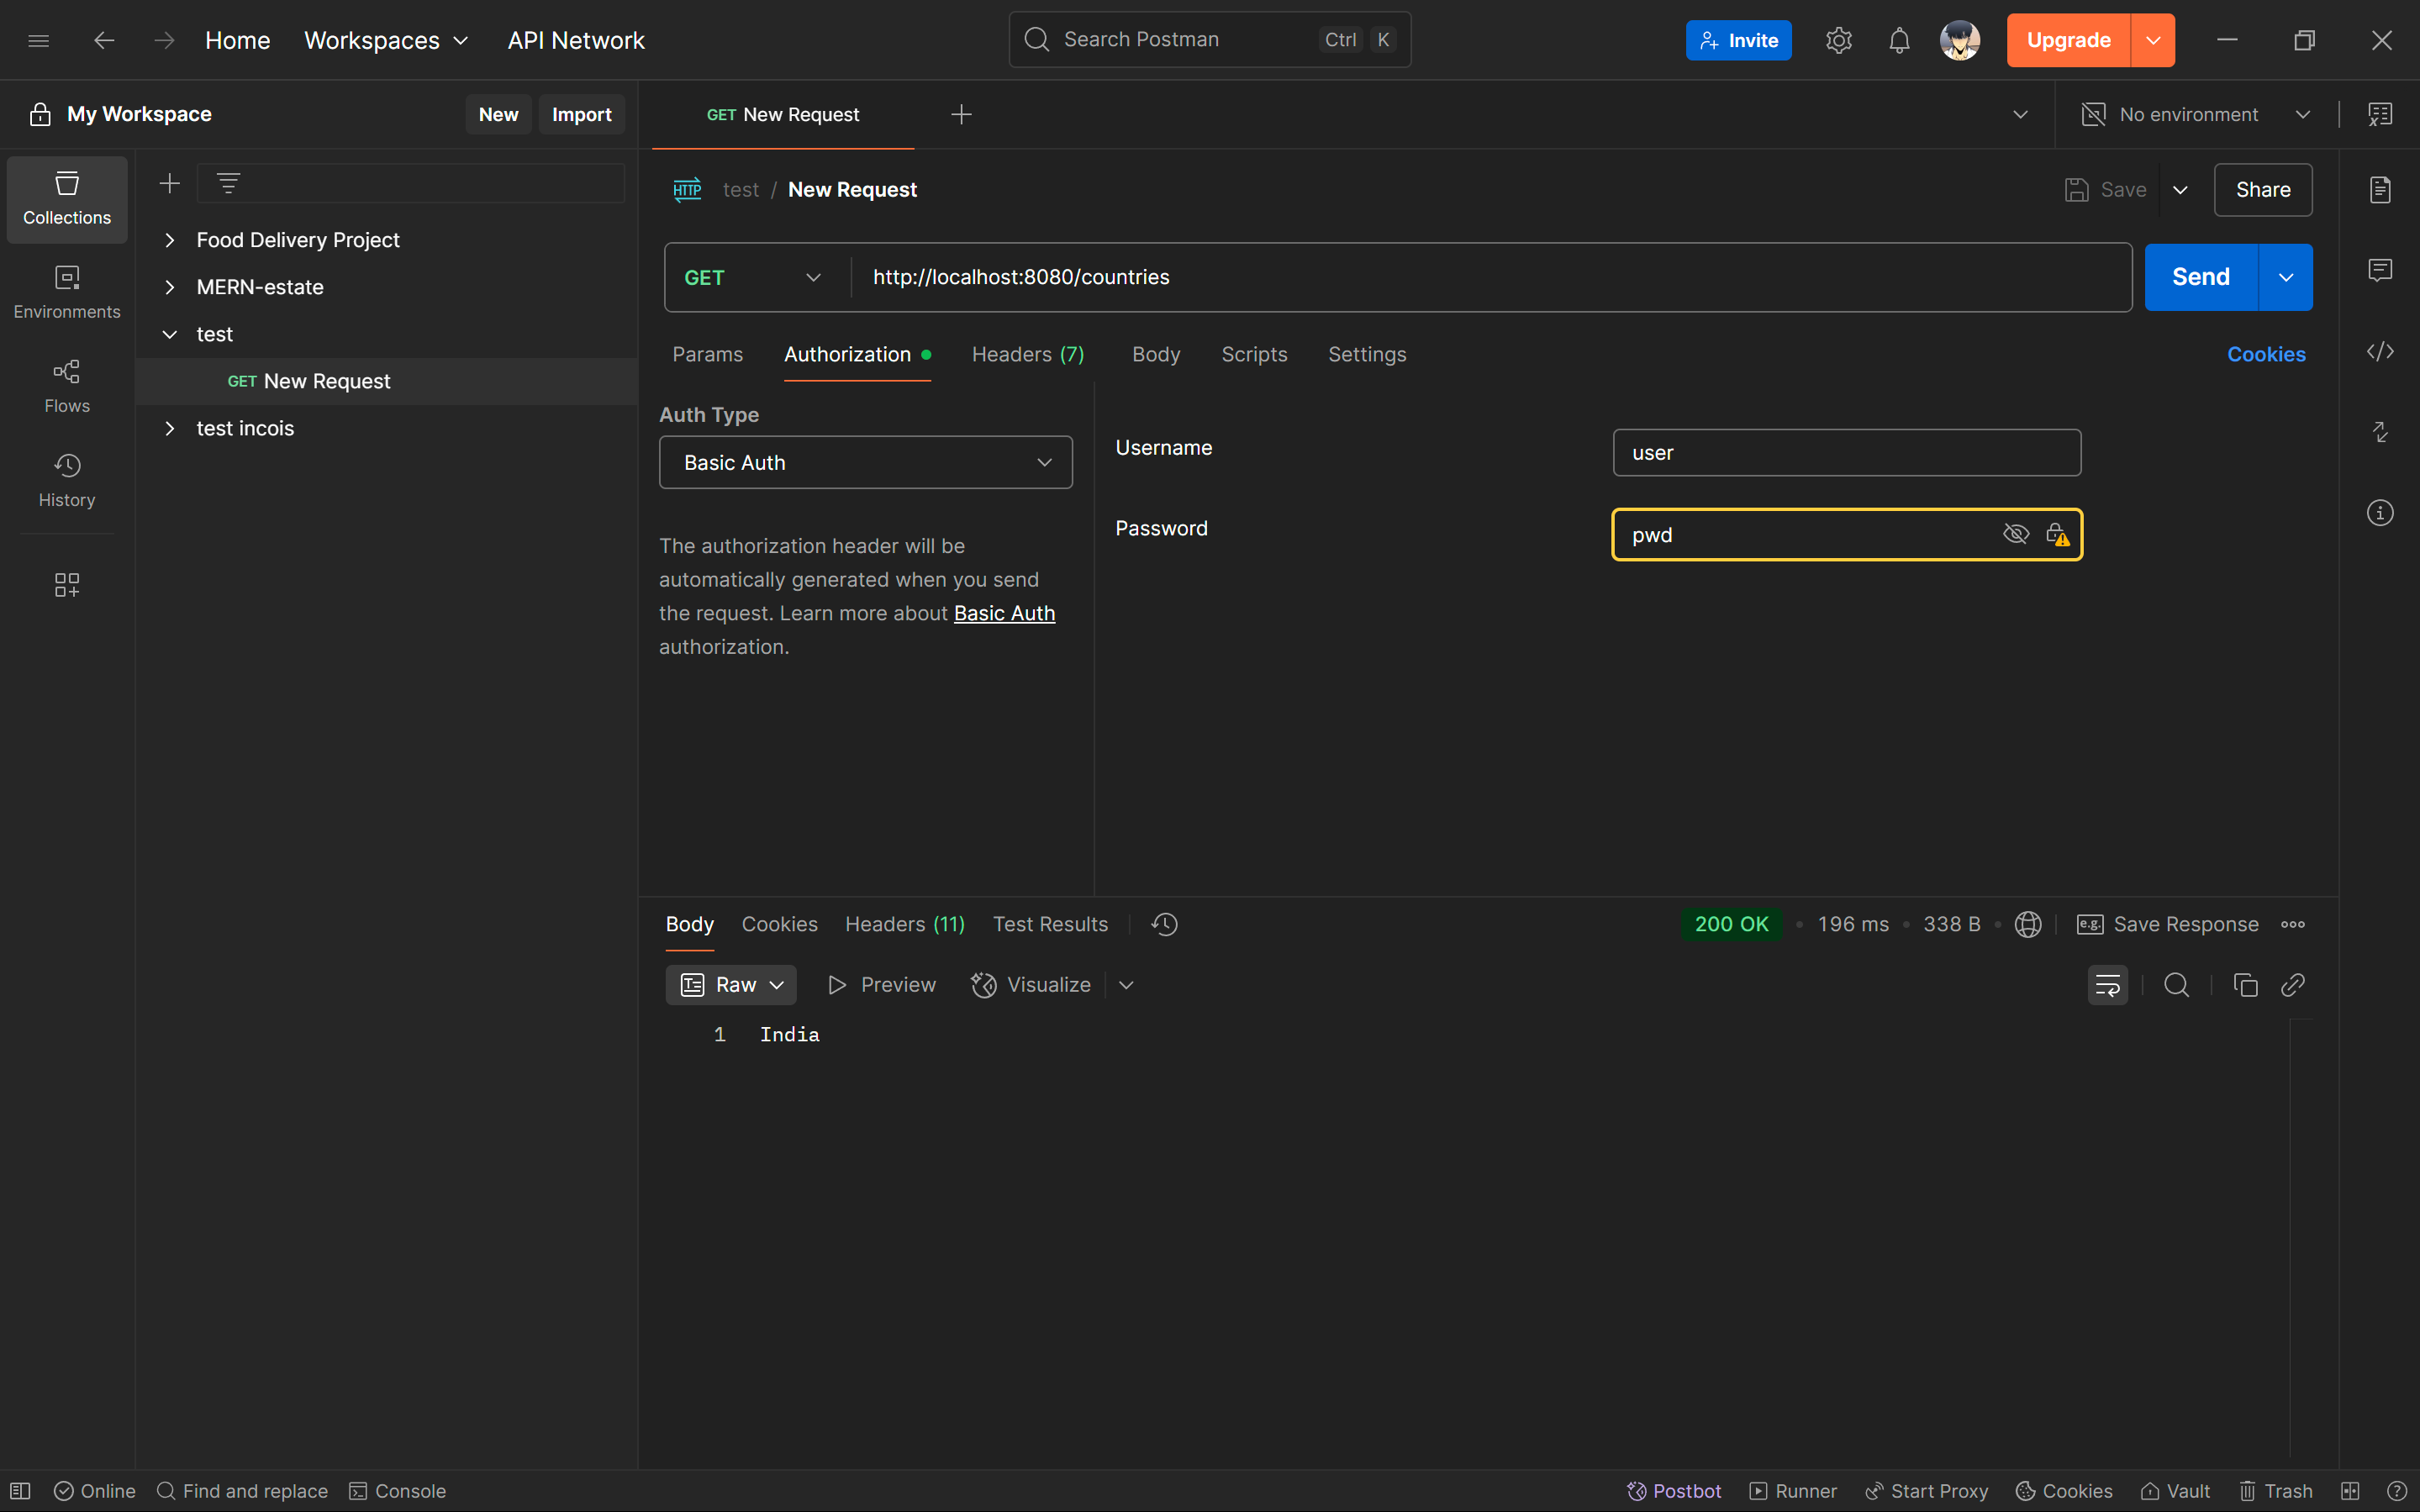 Home Workspaces API Network Search Postman Ctrl K Invite Upgrade
My Workspace New Import GET New Request No environment
Collections
Environments
Flows
History
Food Delivery Project
MERN-estate
test
GET New Request
test incois
HTTP test / New Request Save Share
GET http://localhost:8080/countries Send
Params Authorization Headers (7) Body Scripts Settings Cookies
Auth Type
Basic Auth
The authorization header will be
automatically generated when you send
the request. Learn more about Basic Auth
authorization.
Username user
Password pwd
Body Cookies Headers (11) Test Results 200 OK • 196 ms • 338 B • e.g. Save Response
Raw Preview Visualize
1 India
Online Find and replace Console Postbot Runner Start Proxy Cookies Vault Trash